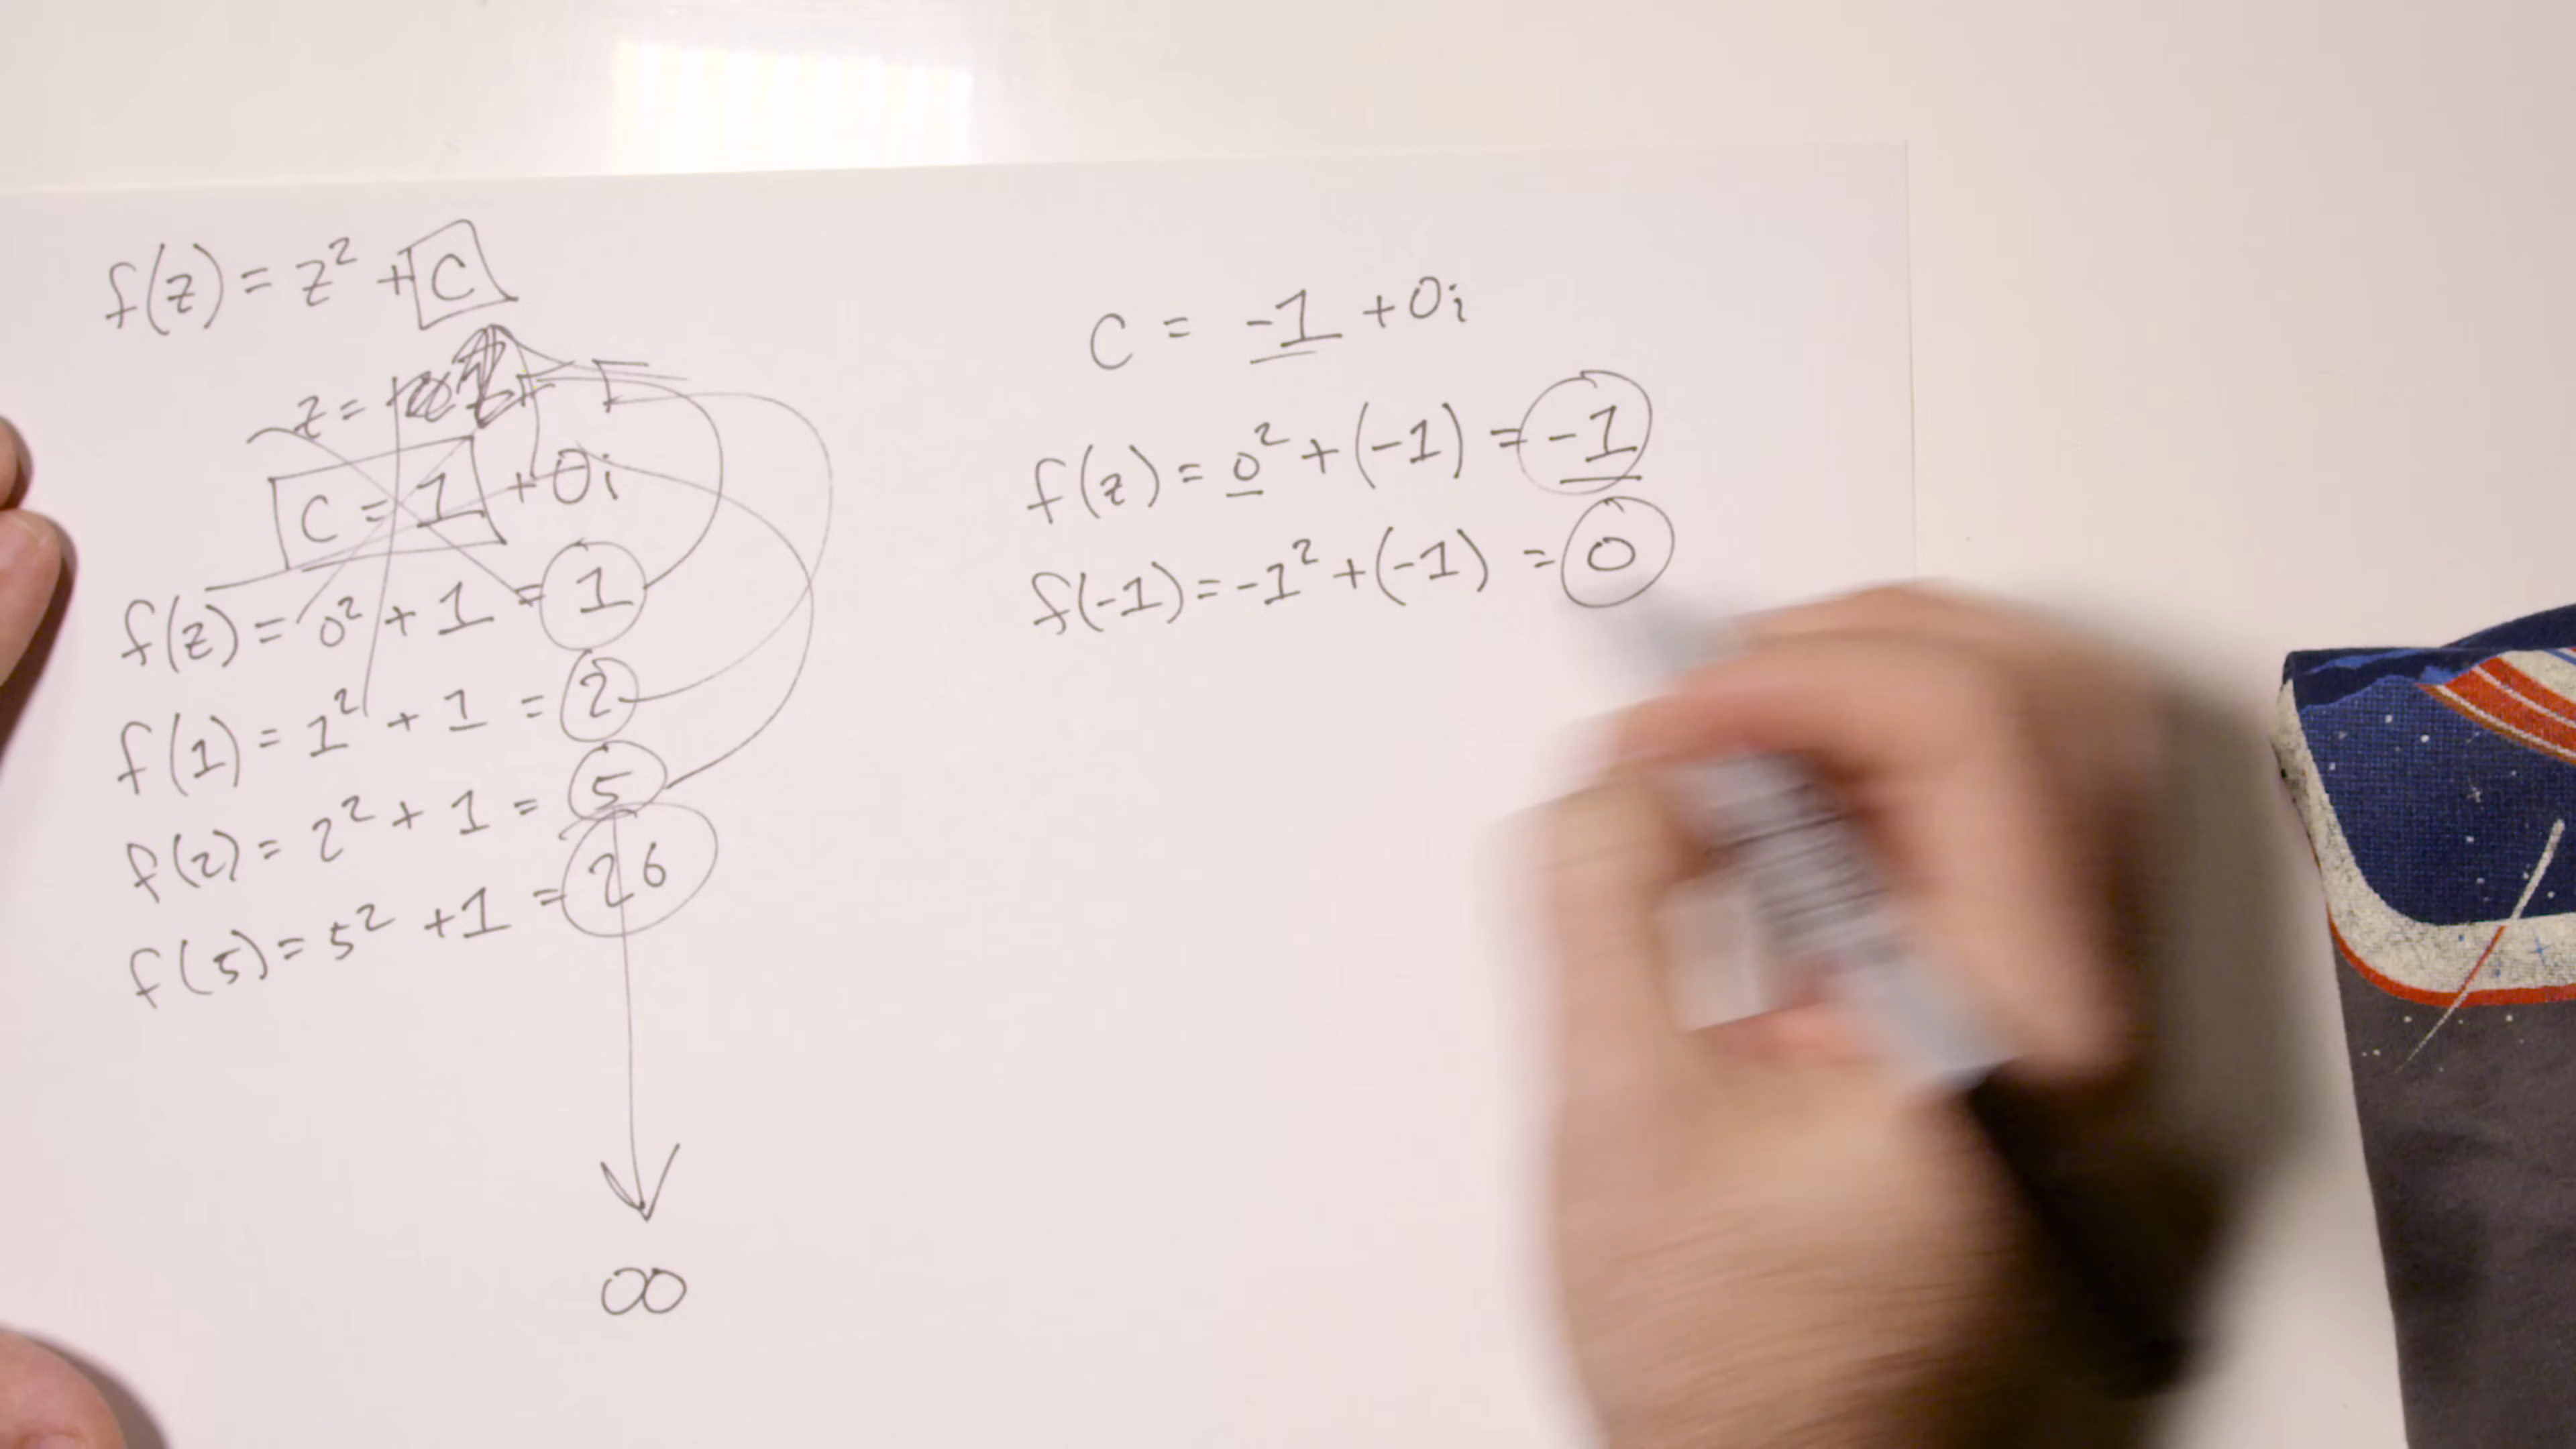 f(z) = z² + C
z =
C = 1 + 0i
f(z) = 0² + 1 = 1
f(1) = 1² + 1 = 2
f(2) = 2² + 1 = 5
f(5) = 5² + 1 = 26
∞
C = -1 + 0i
f(z) = 0² + (-1) = -1
f(-1) = -1² + (-1) = 0